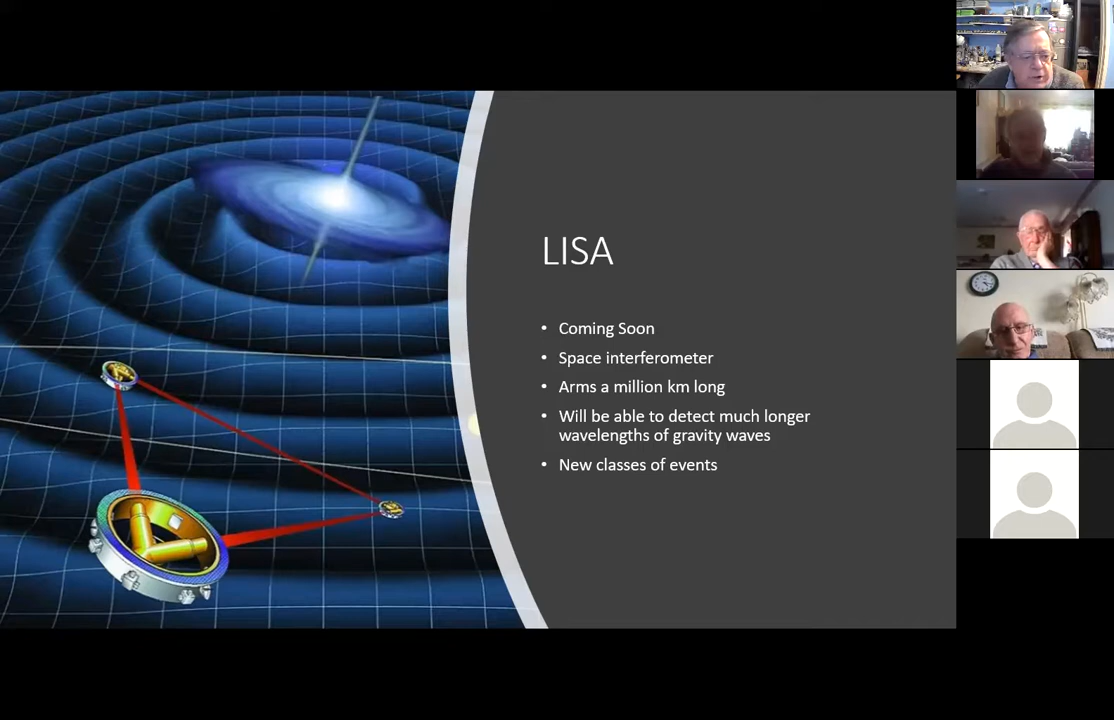 LISA
• Coming Soon
• Space interferometer
• Arms a million km long
• Will be able to detect much longer
wavelengths of gravity waves
• New classes of events